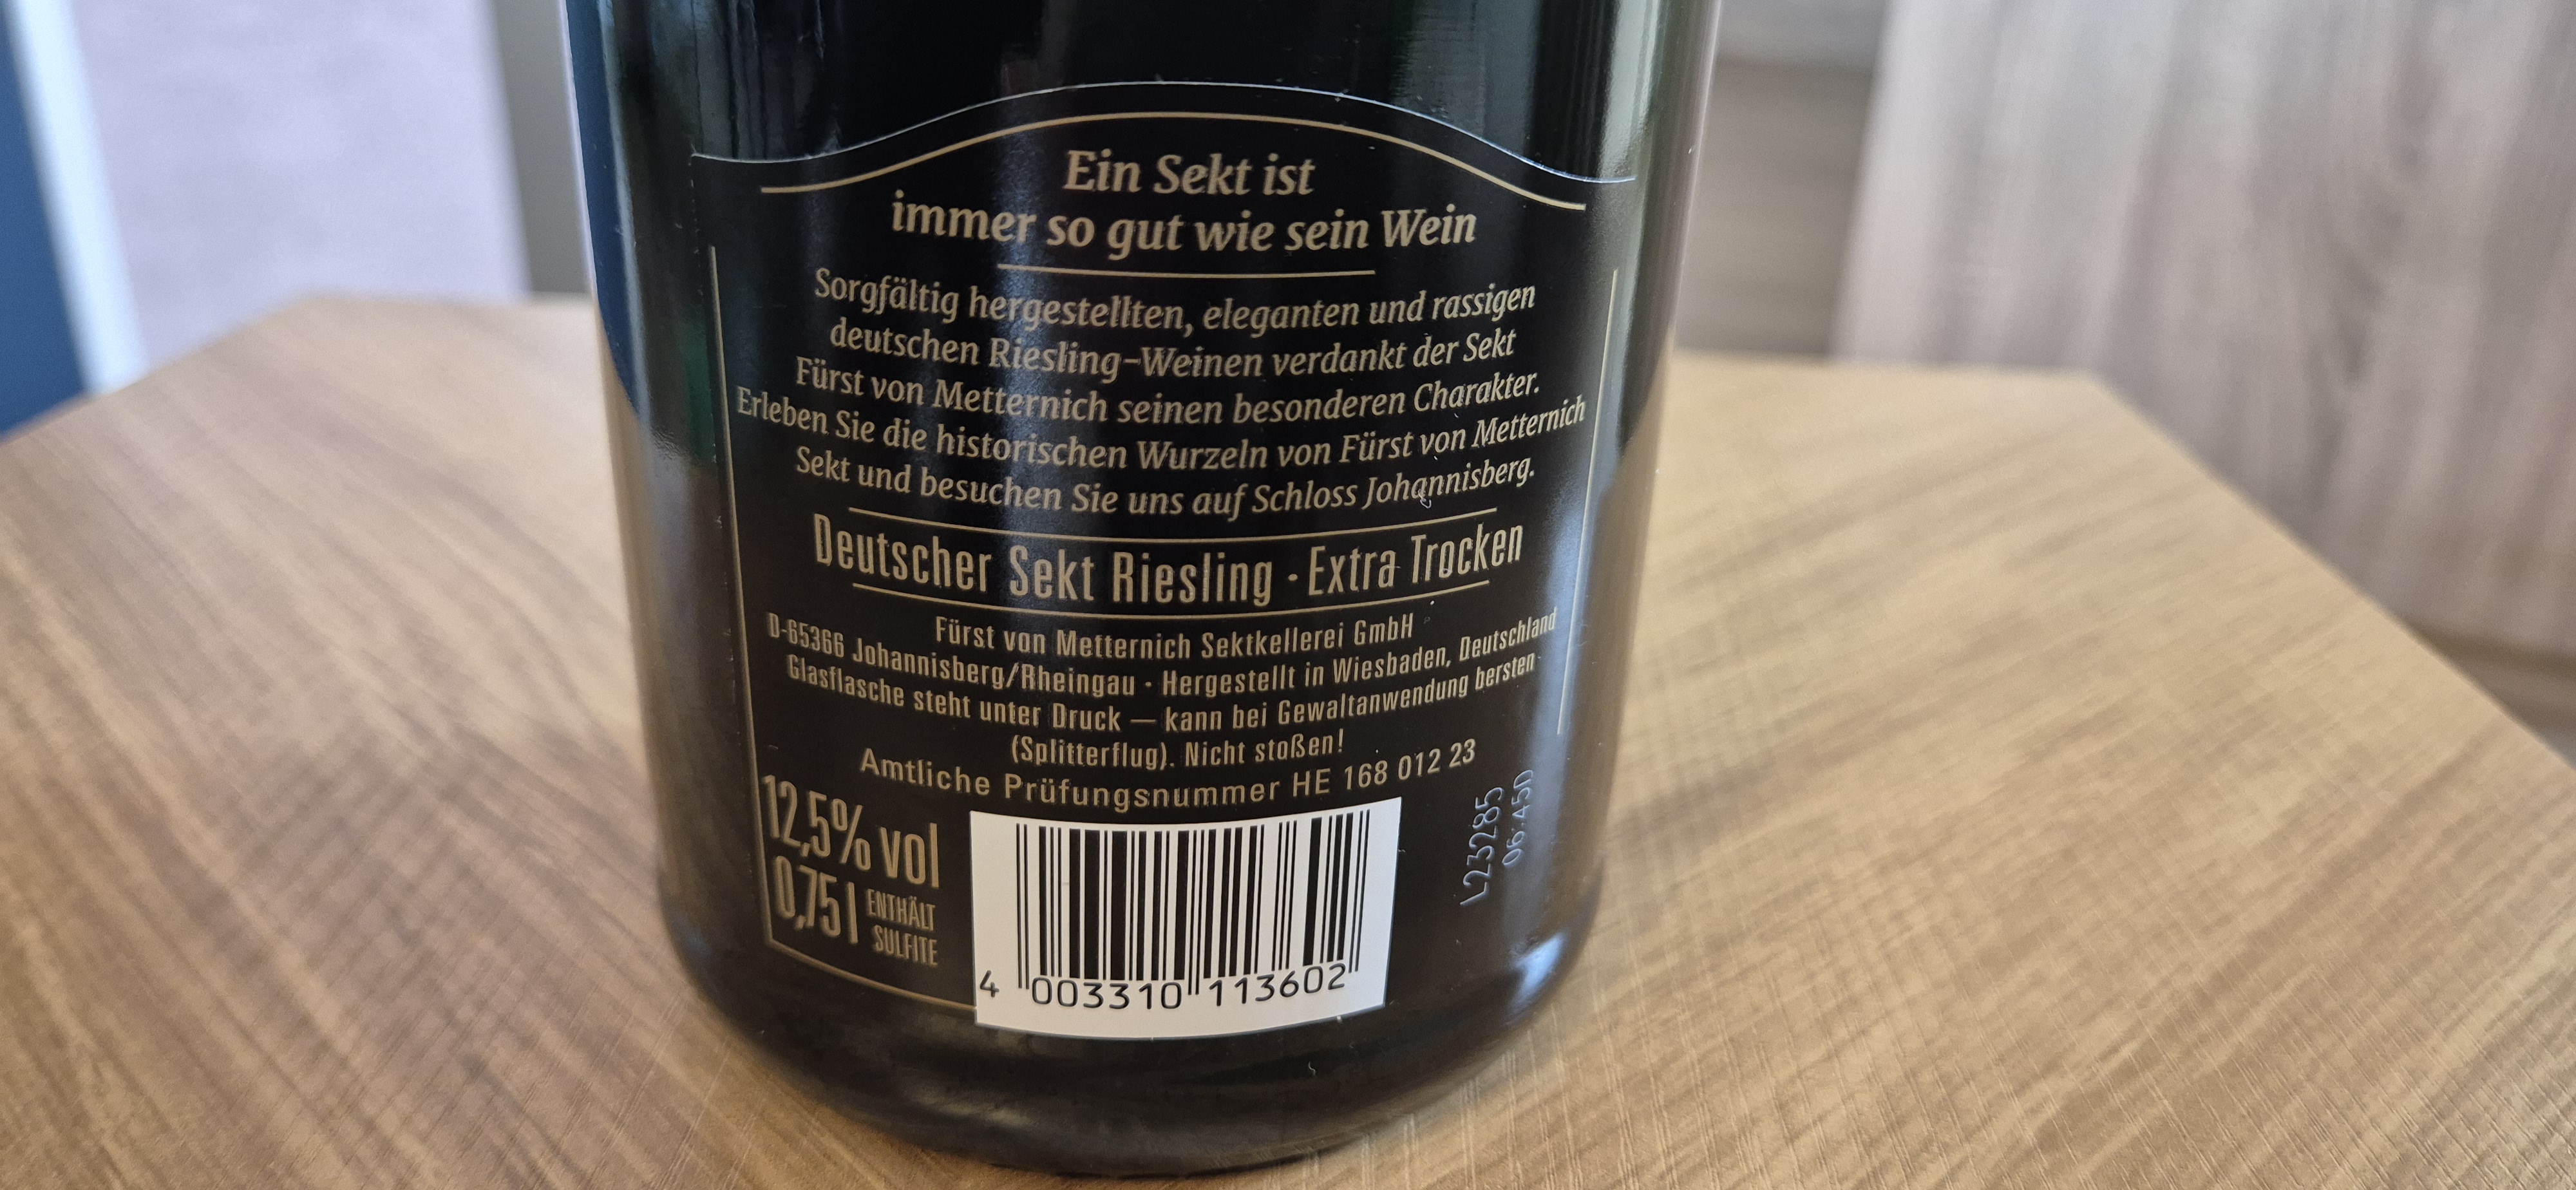 Ein Sekt ist
immer so gut wie sein Wein
Sorgfältig hergestellten, eleganten und rassigen
deutschen Riesling-Weinen verdankt der Sekt
Fürst von Metternich seinen besonderen Charakter.
Erleben Sie die historischen Wurzeln von Fürst von Metternich
Sekt und besuchen Sie uns auf Schloss Johannisberg.
Deutscher Sekt Riesling · Extra Trocken
Fürst von Metternich Sektkellerei GmbH
D-65366 Johannisberg/Rheingau · Hergestellt in Wiesbaden, Deutschland
Glasflasche steht unter Druck – kann bei Gewaltanwendung bersten
(Splitterflug). Nicht stoßen!
Amtliche Prüfungsnummer HE 168 012 23
12,5% vol
0,75 l
ENTHÄLT
SULFITE
4 003310 113602
L23285
06:45D